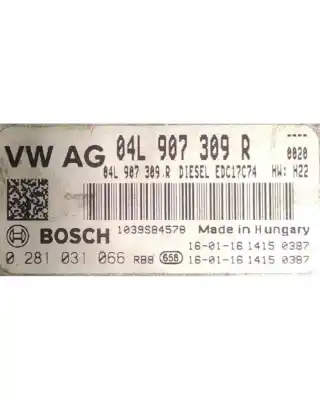 VW AG 04L 907 309 R ----
0020
04L 907 309.R DIESEL EDC17C74 HW: H22
BOSCH 1039S84578 Made in Hungary
16-01-16 1415 0387
0 281 031 066 RBB 658 16-01-16 1415 0387